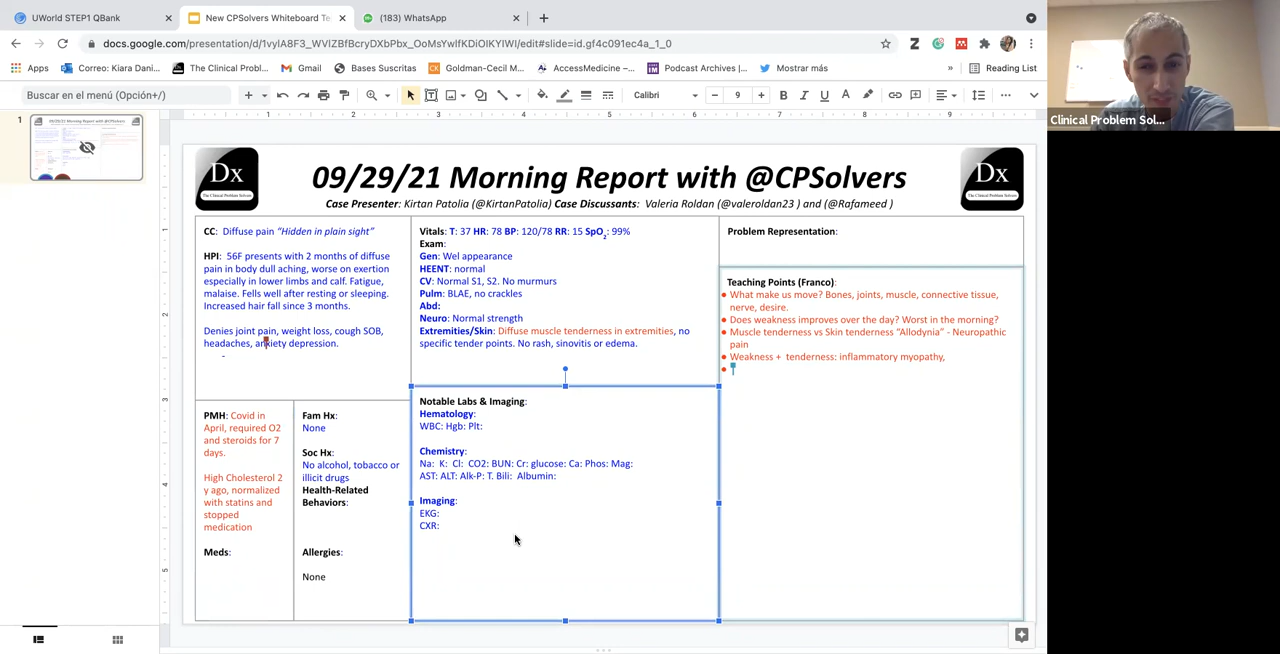 UWorld STEP1 QBank
New CPSolvers Whiteboard Te
(183) WhatsApp
docs.google.com/presentation/d/1vyIA8F3_WVIZBfBcryDXbPbx_OoMsYwlfKDiOlKYIWI/edit#slide=id.gf4c091ec4a_1_0
Apps
Correo: Kiara Dani...
The Clinical Probl...
Gmail
Bases Suscritas
Goldman-Cecil M...
AccessMedicine –...
Podcast Archives |...
Mostrar más
»
Reading List
Buscar en el menú (Opción+/)
Calibri
9
Clinical Problem Sol...
1
09/29/21 Morning Report with @CPSolvers
Case Presenter: Kirtan Patolia (@KirtanPatolia) Case Discussants: Valeria Roldan (@valeroldan23 ) and (@Rafameed )
Dx
The Clinical Problem Solvers
Dx
The Clinical Problem Solvers
CC: Diffuse pain “Hidden in plain sight”
HPI: 56F presents with 2 months of diffuse
pain in body dull aching, worse on exertion
especially in lower limbs and calf. Fatigue,
malaise. Fells well after resting or sleeping.
Increased hair fall since 3 months.
Denies joint pain, weight loss, cough SOB,
headaches, anxiety depression.
-
PMH: Covid in
April, required O2
and steroids for 7
days.
High Cholesterol 2
y ago, normalized
with statins and
stopped
medication
Meds:
Fam Hx:
None
Soc Hx:
No alcohol, tobacco or
illicit drugs
Health-Related
Behaviors:
Allergies:
None
Vitals: T: 37 HR: 78 BP: 120/78 RR: 15 SpO2: 99%
Exam:
Gen: Wel appearance
HEENT: normal
CV: Normal S1, S2. No murmurs
Pulm: BLAE, no crackles
Abd:
Neuro: Normal strength
Extremities/Skin: Diffuse muscle tenderness in extremities, no
specific tender points. No rash, sinovitis or edema.
Notable Labs & Imaging:
Hematology:
WBC: Hgb: Plt:
Chemistry:
Na: K: Cl: CO2: BUN: Cr: glucose: Ca: Phos: Mag:
AST: ALT: Alk-P: T. Bili: Albumin:
Imaging:
EKG:
CXR:
Problem Representation:
Teaching Points (Franco):
● What make us move? Bones, joints, muscle, connective tissue,
nerve, desire.
● Does weakness improves over the day? Worst in the morning?
● Muscle tenderness vs Skin tenderness “Allodynia” - Neuropathic
pain
● Weakness + tenderness: inflammatory myopathy,
●